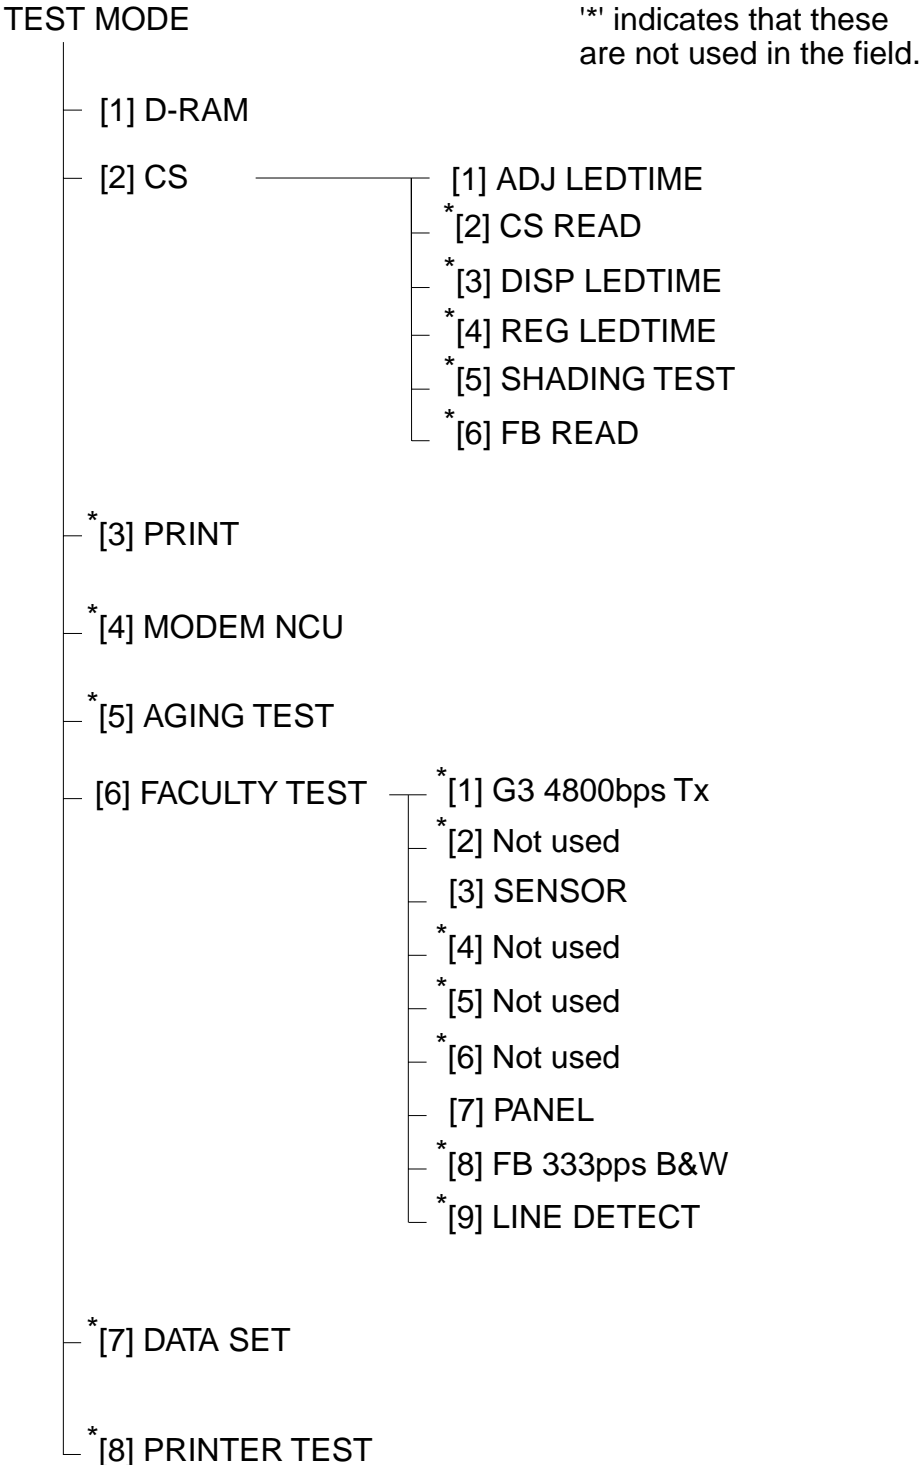 TEST MODE
'*' indicates that these
are not used in the field.
[1] D-RAM
[2] CS
[1] ADJ LEDTIME
*[2] CS READ
*[3] DISP LEDTIME
*[4] REG LEDTIME
*[5] SHADING TEST
*[6] FB READ
*[3] PRINT
*[4] MODEM NCU
*[5] AGING TEST
[6] FACULTY TEST
*[1] G3 4800bps Tx
*[2] Not used
[3] SENSOR
*[4] Not used
*[5] Not used
*[6] Not used
[7] PANEL
*[8] FB 333pps B&W
*[9] LINE DETECT
*[7] DATA SET
*[8] PRINTER TEST